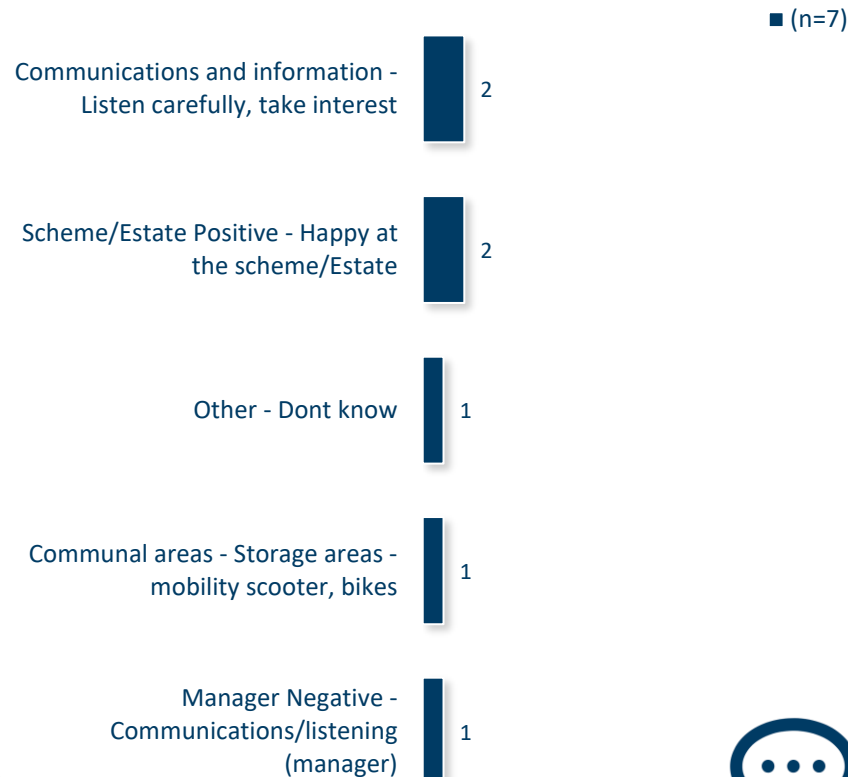 (n=7)
Communications and information -
Listen carefully, take interest
2
Scheme/Estate Positive - Happy at
the scheme/Estate
2
Other - Dont know
1
Communal areas - Storage areas -
mobility scooter, bikes
1
Manager Negative -
Communications/listening
(manager)
1